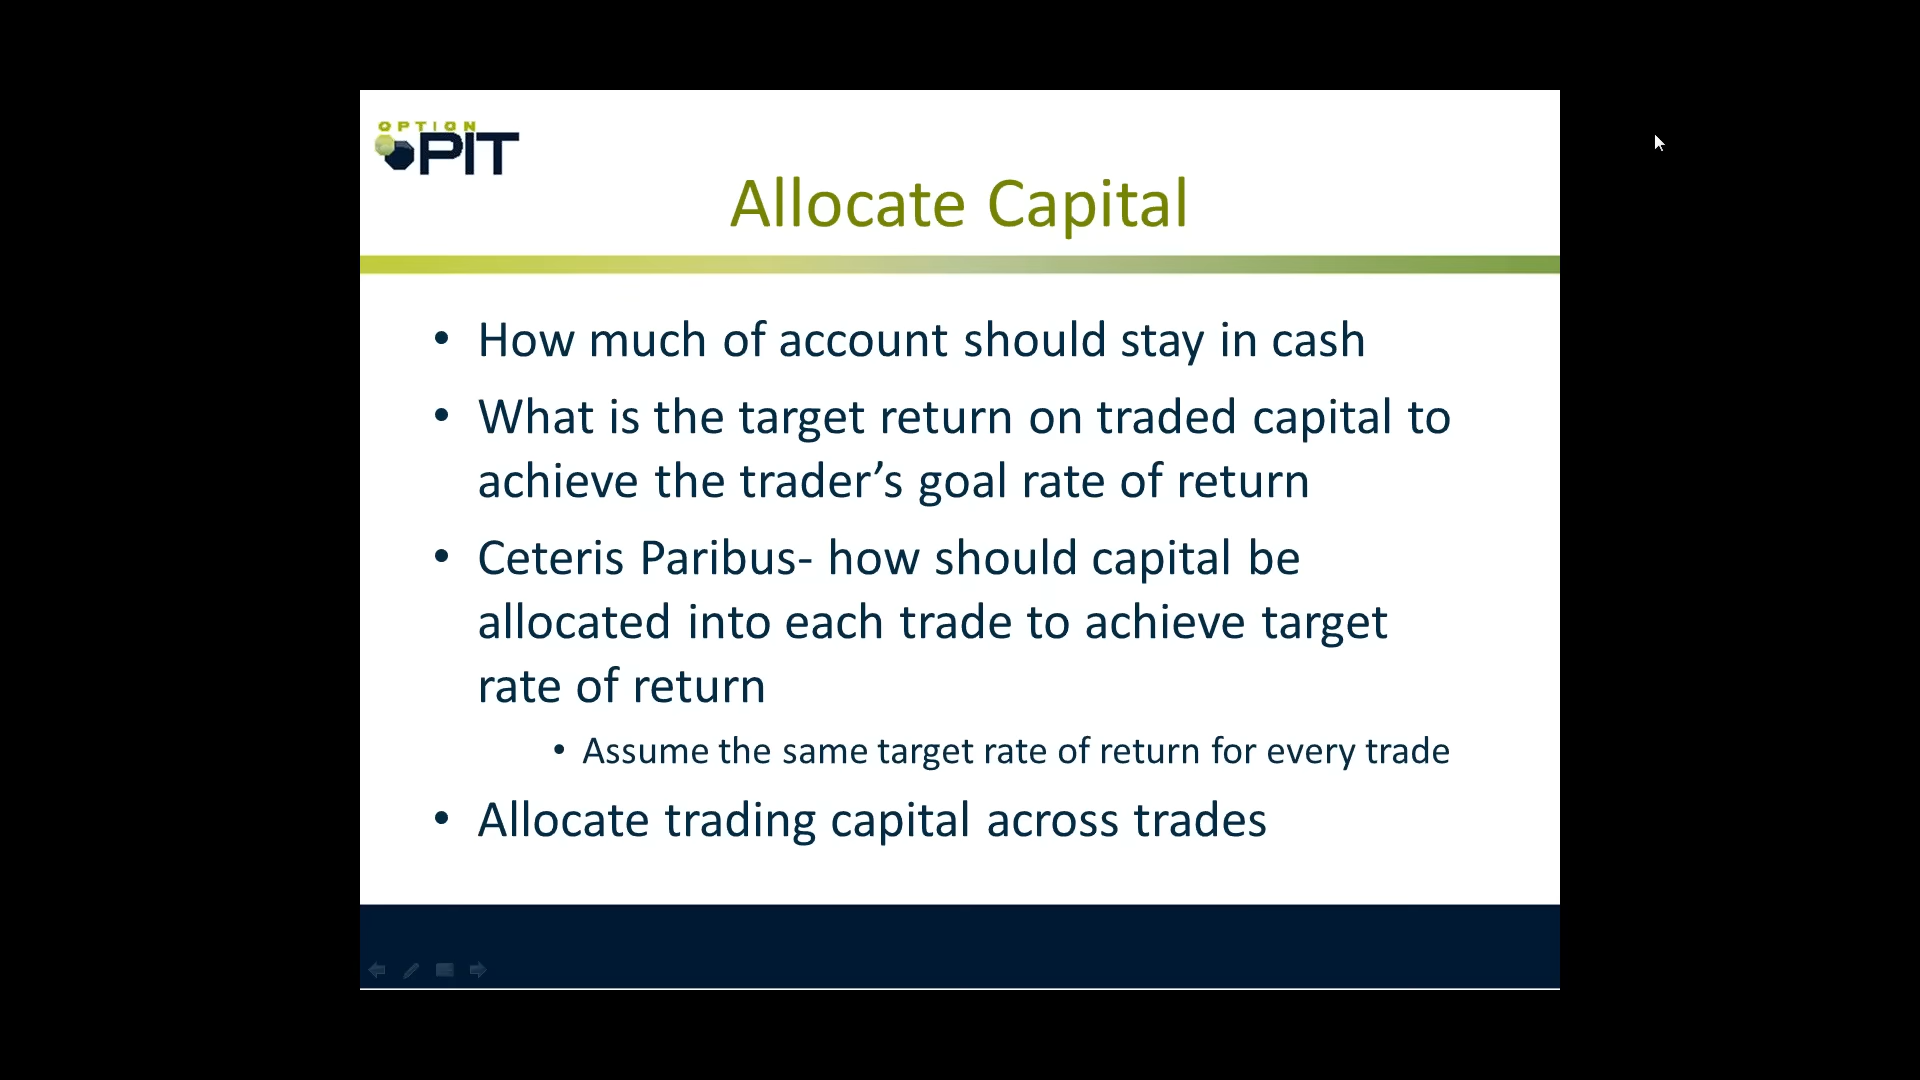 OPTION
PIT
Allocate Capital
• How much of account should stay in cash
• What is the target return on traded capital to
achieve the trader’s goal rate of return
• Ceteris Paribus- how should capital be
allocated into each trade to achieve target
rate of return
• Assume the same target rate of return for every trade
• Allocate trading capital across trades